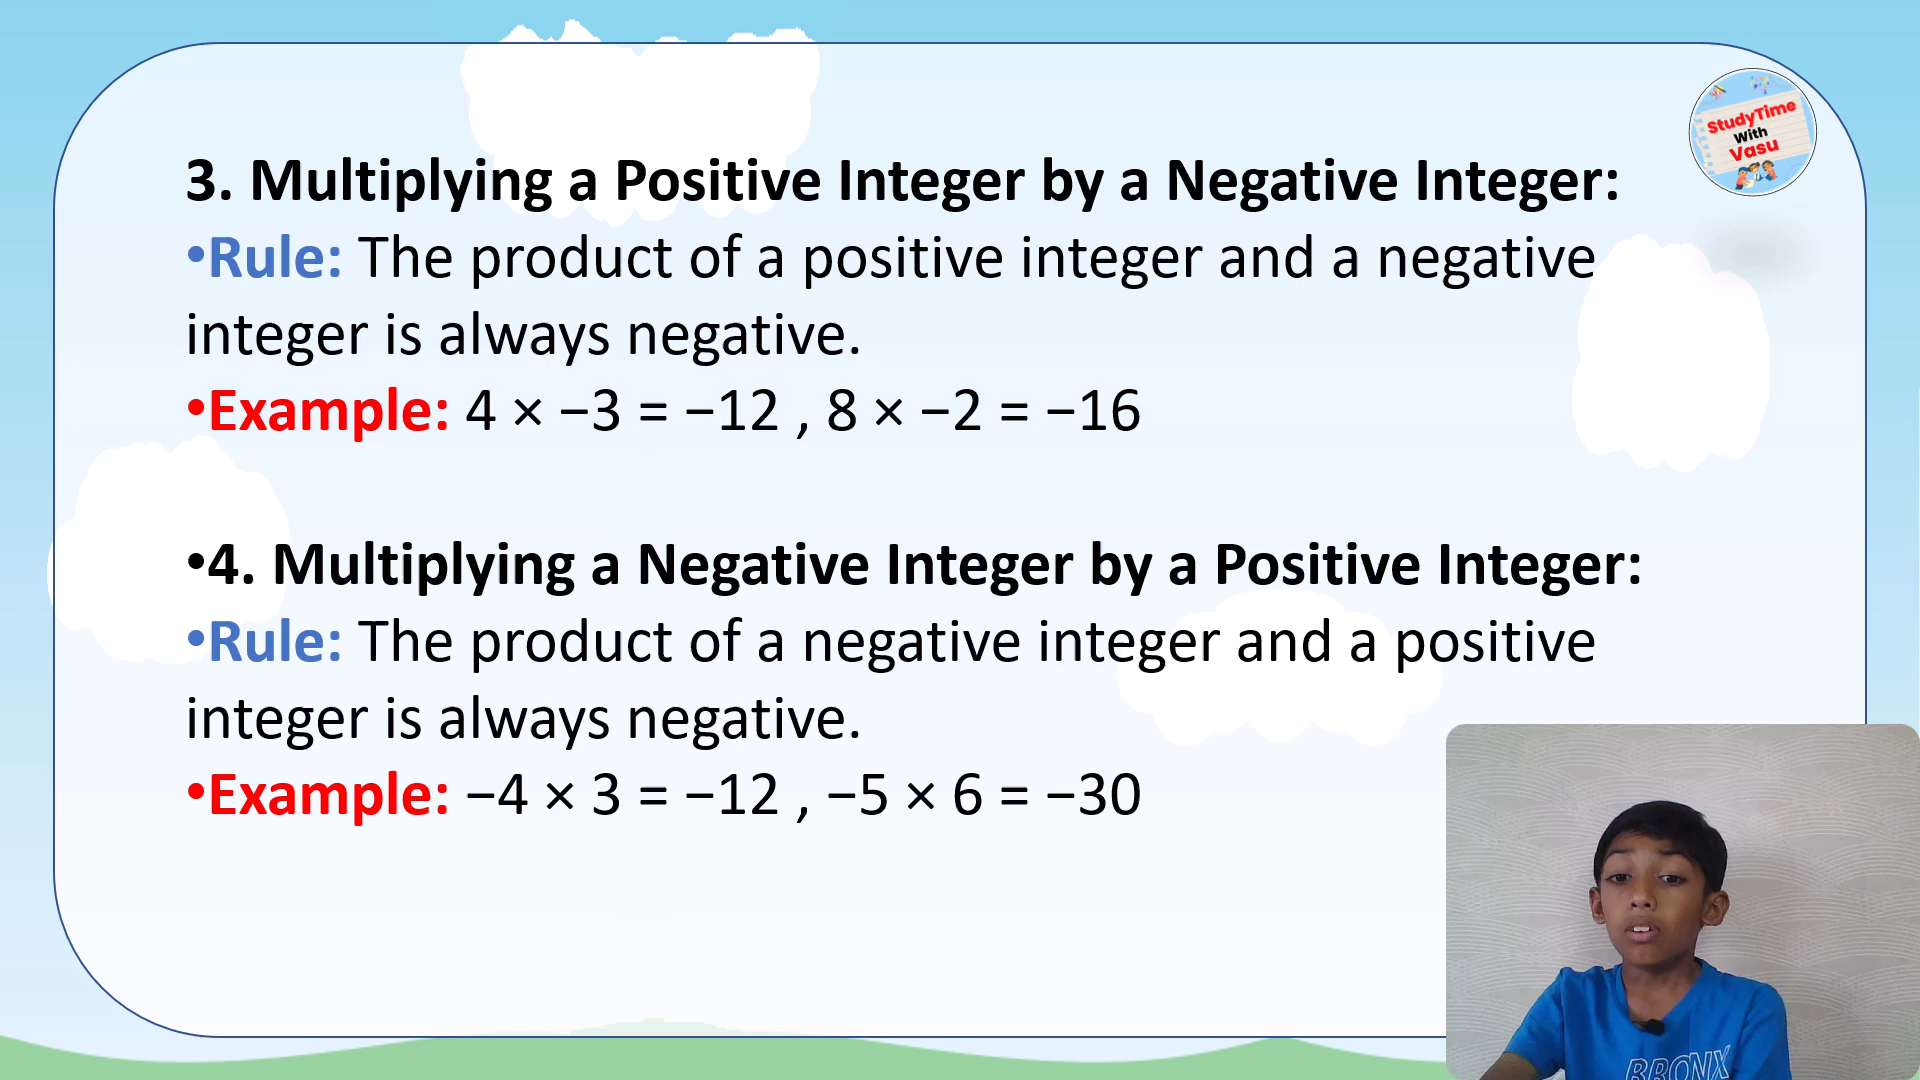 StudyTime
With
Vasu
3. Multiplying a Positive Integer by a Negative Integer:
•Rule: The product of a positive integer and a negative
integer is always negative.
•Example: 4 × −3 = −12 , 8 × −2 = −16
•4. Multiplying a Negative Integer by a Positive Integer:
•Rule: The product of a negative integer and a positive
integer is always negative.
•Example: −4 × 3 = −12 , −5 × 6 = −30
BRONX